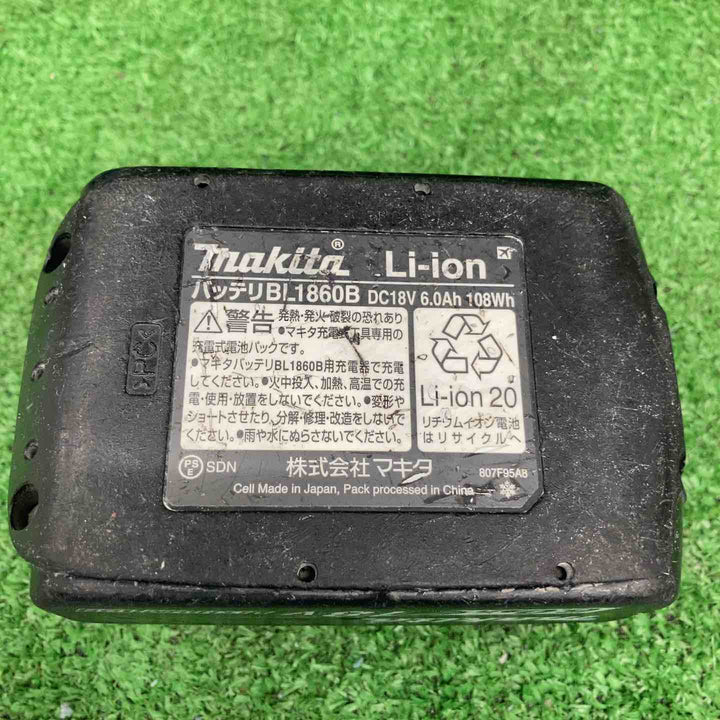 makita® Li-ion
バッテリBL1860B DC18V 6.0Ah 108Wh
警告 発熱・発火・破裂の恐れあり
●マキタ充電式工具専用の
充電式電池パックです。
●マキタバッテリBL1860B用充電器で充電
してください。●火中投入、加熱、高温での充
電・使用・放置をしないでください。●変形や
ショートさせたり、分解・修理・改造をしないで
ください。●雨や水にぬらさないでください。
Li-ion 20
リチウムイオン電池
はリサイクルへ
PSE SDN 株式会社マキタ 807F95A8
Cell Made in Japan, Pack processed in China
>PC<